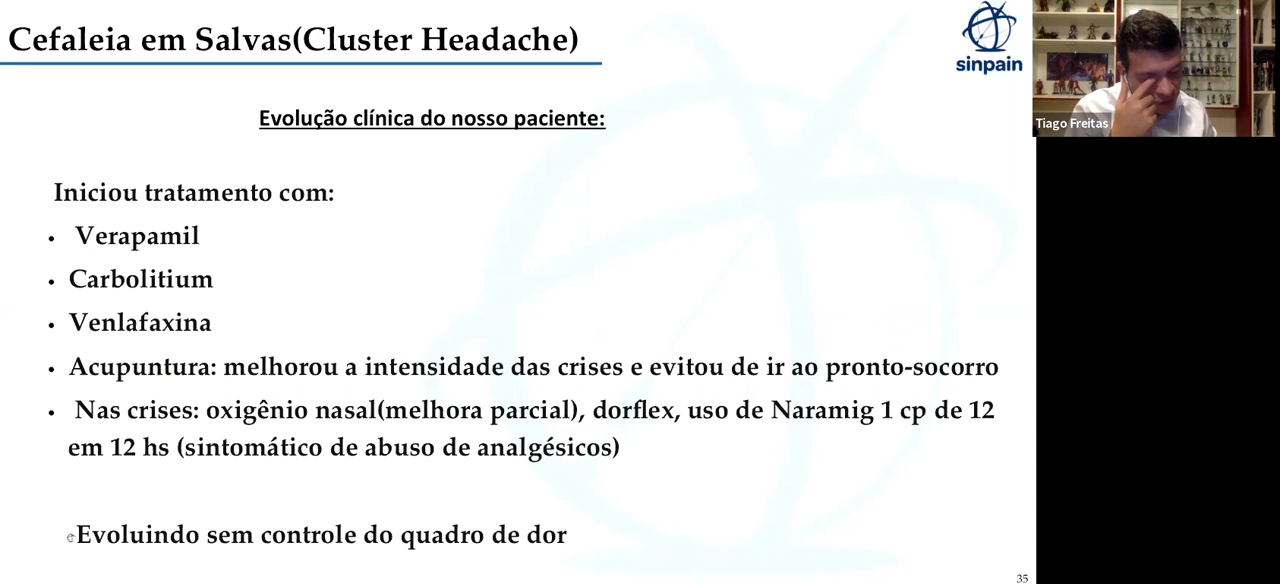 Cefaleia em Salvas(Cluster Headache)
sinpain
Tiago Freitas
Evolução clínica do nosso paciente:
Iniciou tratamento com:
• Verapamil
• Carbolitium
• Venlafaxina
• Acupuntura: melhorou a intensidade das crises e evitou de ir ao pronto-socorro
• Nas crises: oxigênio nasal(melhora parcial), dorflex, uso de Naramig 1 cp de 12
em 12 hs (sintomático de abuso de analgésicos)
Evoluindo sem controle do quadro de dor
35